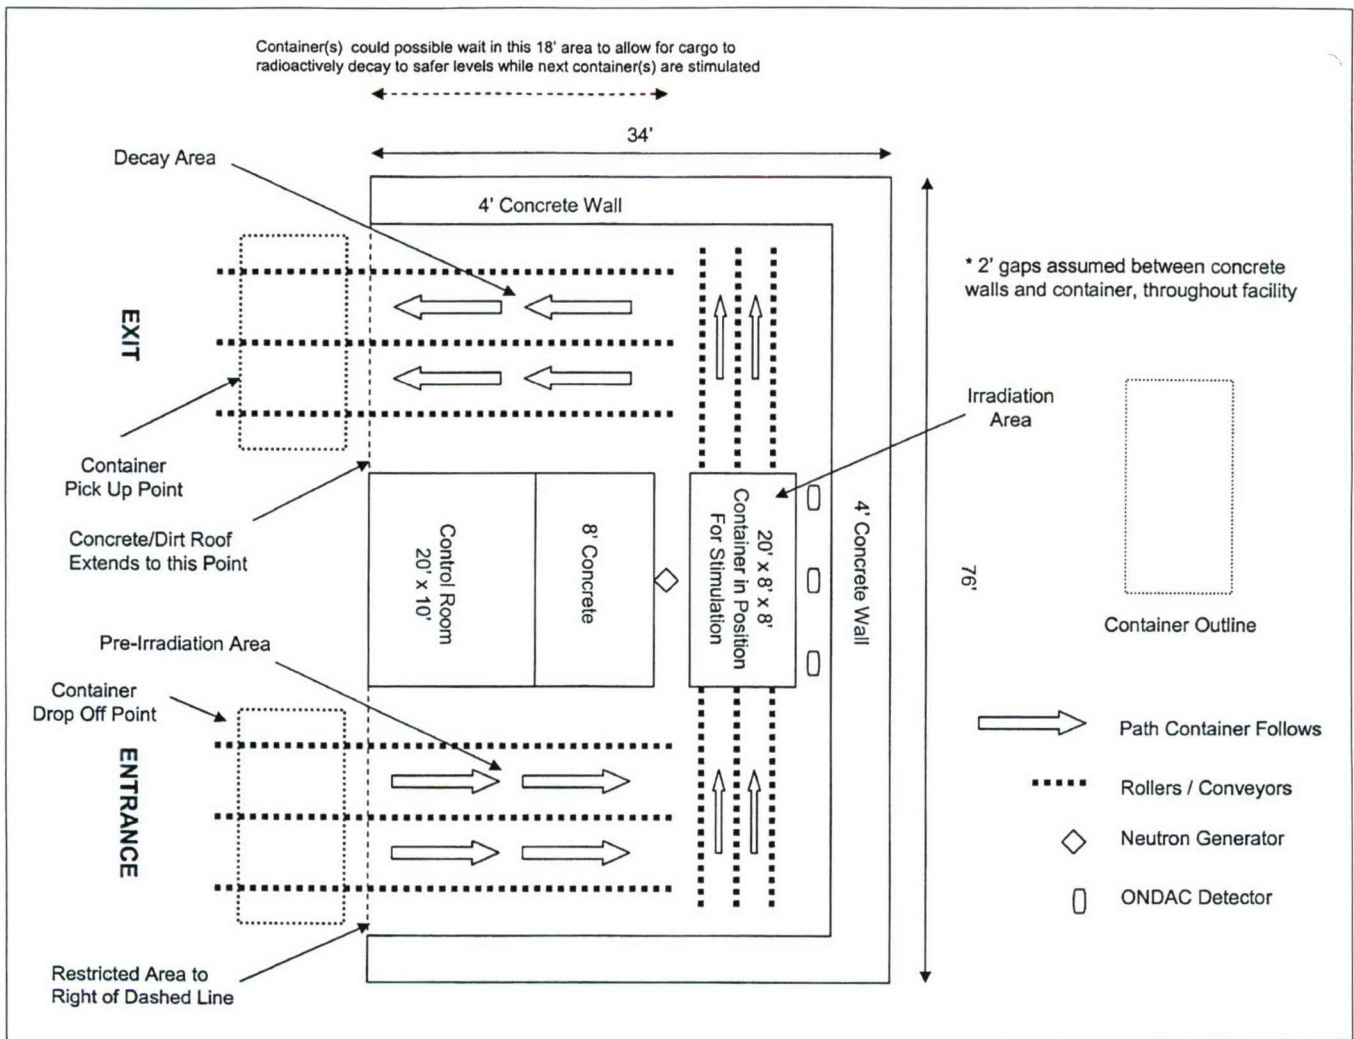 Container(s) could possible wait in this 18' area to allow for cargo to
radioactively decay to safer levels while next container(s) are stimulated
34'
Decay Area
4' Concrete Wall
* 2' gaps assumed between concrete
walls and container, throughout facility
EXIT
Irradiation
Area
Container
Pick Up Point
Concrete/Dirt Roof
Extends to this Point
Control Room
20' x 10'
8' Concrete
20' x 8' x 8'
Container in Position
For Stimulation
4' Concrete Wall
76'
Container Outline
Pre-Irradiation Area
Container
Drop Off Point
ENTRANCE
Path Container Follows
Rollers / Conveyors
Neutron Generator
ONDAC Detector
Restricted Area to
Right of Dashed Line